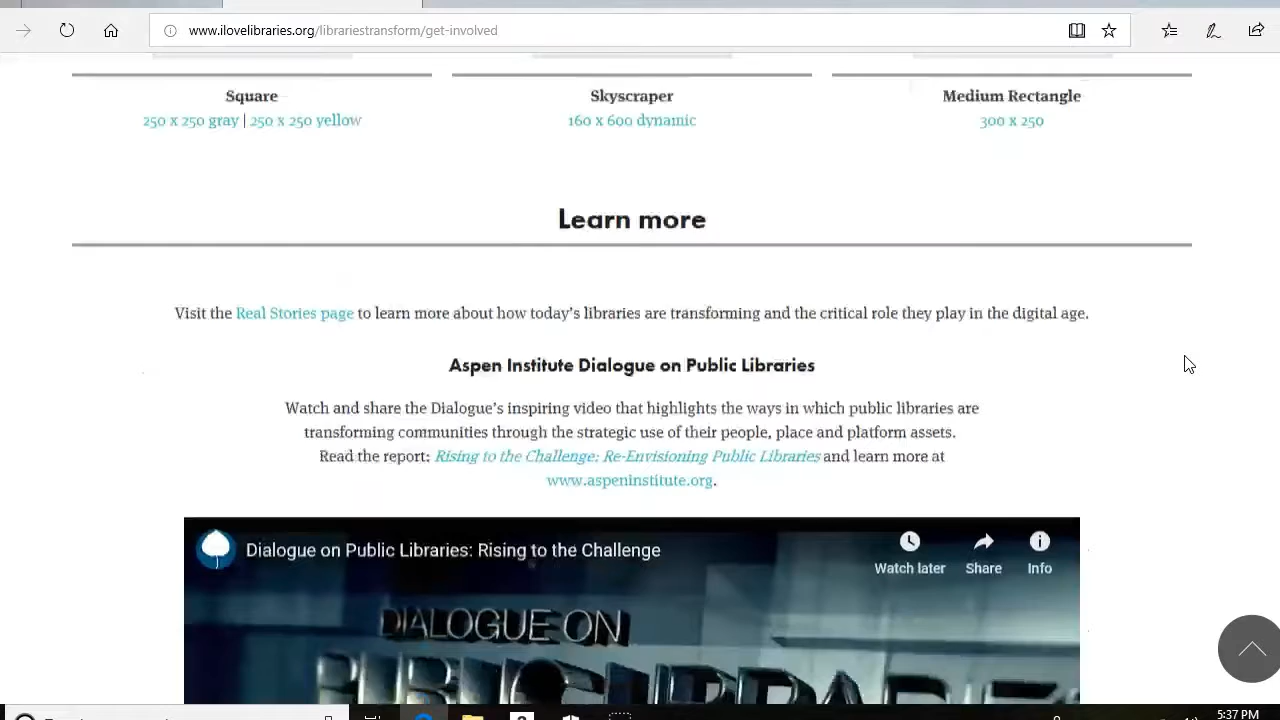 www.ilovelibraries.org/librariestransform/get-involved
Square
Skyscraper
Medium Rectangle
250 x 250 gray | 250 x 250 yellow
160 x 600 dynamic
300 x 250
Learn more
Visit the Real Stories page to learn more about how today's libraries are transforming and the critical role they play in the digital age.
Aspen Institute Dialogue on Public Libraries
Watch and share the Dialogue's inspiring video that highlights the ways in which public libraries are
transforming communities through the strategic use of their people, place and platform assets.
Read the report: Rising to the Challenge: Re-Envisioning Public Libraries and learn more at
www.aspeninstitute.org.
Dialogue on Public Libraries: Rising to the Challenge
Watch later
Share
Info
DIALOGUE ON
5:37 PM